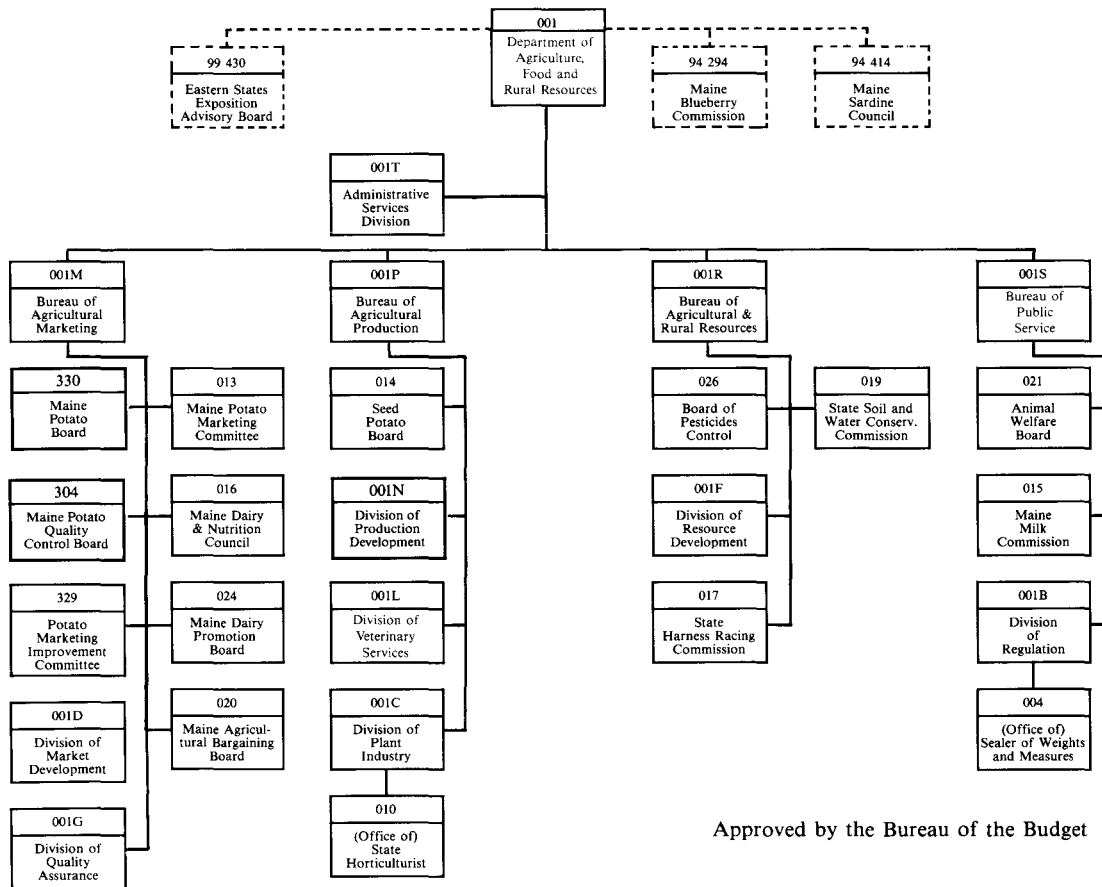 001
Department of
Agriculture,
Food and
Rural Resources
99 430
Eastern States
Exposition
Advisory Board
94 294
Maine
Blueberry
Commission
94 414
Maine
Sardine
Council
001T
Administrative
Services
Division
001M
Bureau of
Agricultural
Marketing
001P
Bureau of
Agricultural
Production
001R
Bureau of
Agricultural &
Rural Resources
001S
Bureau of
Public
Service
330
Maine
Potato
Board
013
Maine Potato
Marketing
Committee
014
Seed
Potato
Board
026
Board of
Pesticides
Control
019
State Soil and
Water Conserv.
Commission
021
Animal
Welfare
Board
304
Maine Potato
Quality
Control Board
016
Maine Dairy
& Nutrition
Council
001N
Division of
Production
Development
001F
Division of
Resource
Development
015
Maine
Milk
Commission
329
Potato
Marketing
Improvement
Committee
024
Maine Dairy
Promotion
Board
001L
Division of
Veterinary
Services
017
State
Harness Racing
Commission
001B
Division
of
Regulation
001D
Division of
Market
Development
020
Maine Agricul-
tural Bargaining
Board
001C
Division of
Plant
Industry
004
(Office of)
Sealer of Weights
and Measures
001G
Division of
Quality
Assurance
010
(Office of)
State
Horticulturist
Approved by the Bureau of the Budget